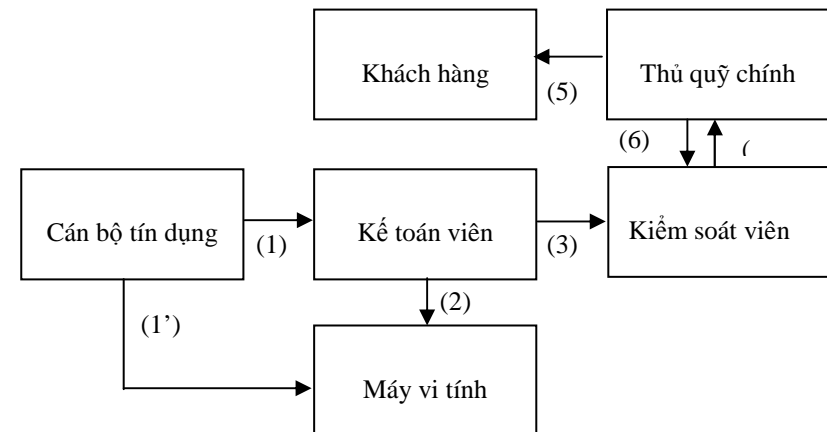 Khách hàng
Thủ quỹ chính
(5)
(6)
(
Cán bộ tín dụng
(1)
Kế toán viên
(3)
Kiểm soát viên
(1’)
(2)
Máy vi tính